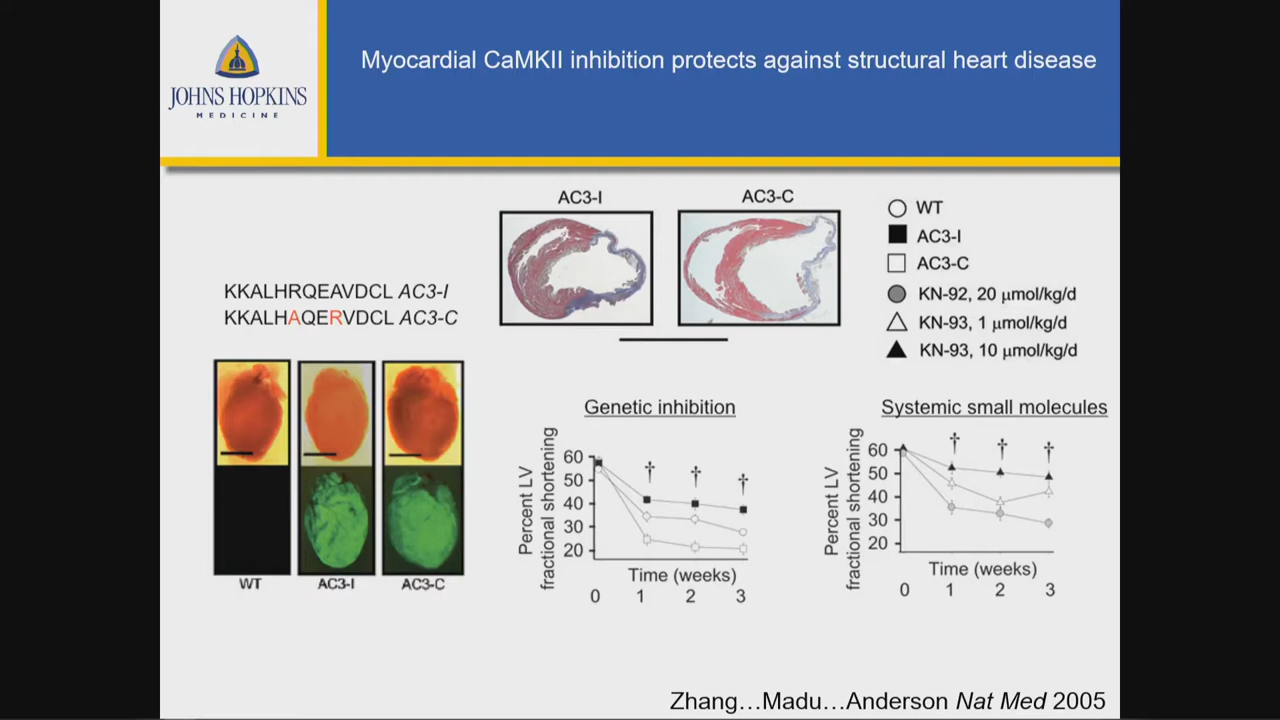 JOHNS HOPKINS
MEDICINE
Myocardial CaMKII inhibition protects against structural heart disease
AC3-I
AC3-C
WT
AC3-I
AC3-C
KN-92, 20 μmol/kg/d
KN-93, 1 μmol/kg/d
KN-93, 10 μmol/kg/d
KKALHRQEAVDCL AC3-I
KKALHAQERVDCL AC3-C
WT
AC3-I
AC3-C
Genetic inhibition
Percent LV
fractional shortening
60
50
40
30
20
† † †
Time (weeks)
0 1 2 3
Systemic small molecules
Percent LV
fractional shortening
60
50
40
30
20
† † †
Time (weeks)
0 1 2 3
Zhang…Madu…Anderson Nat Med 2005